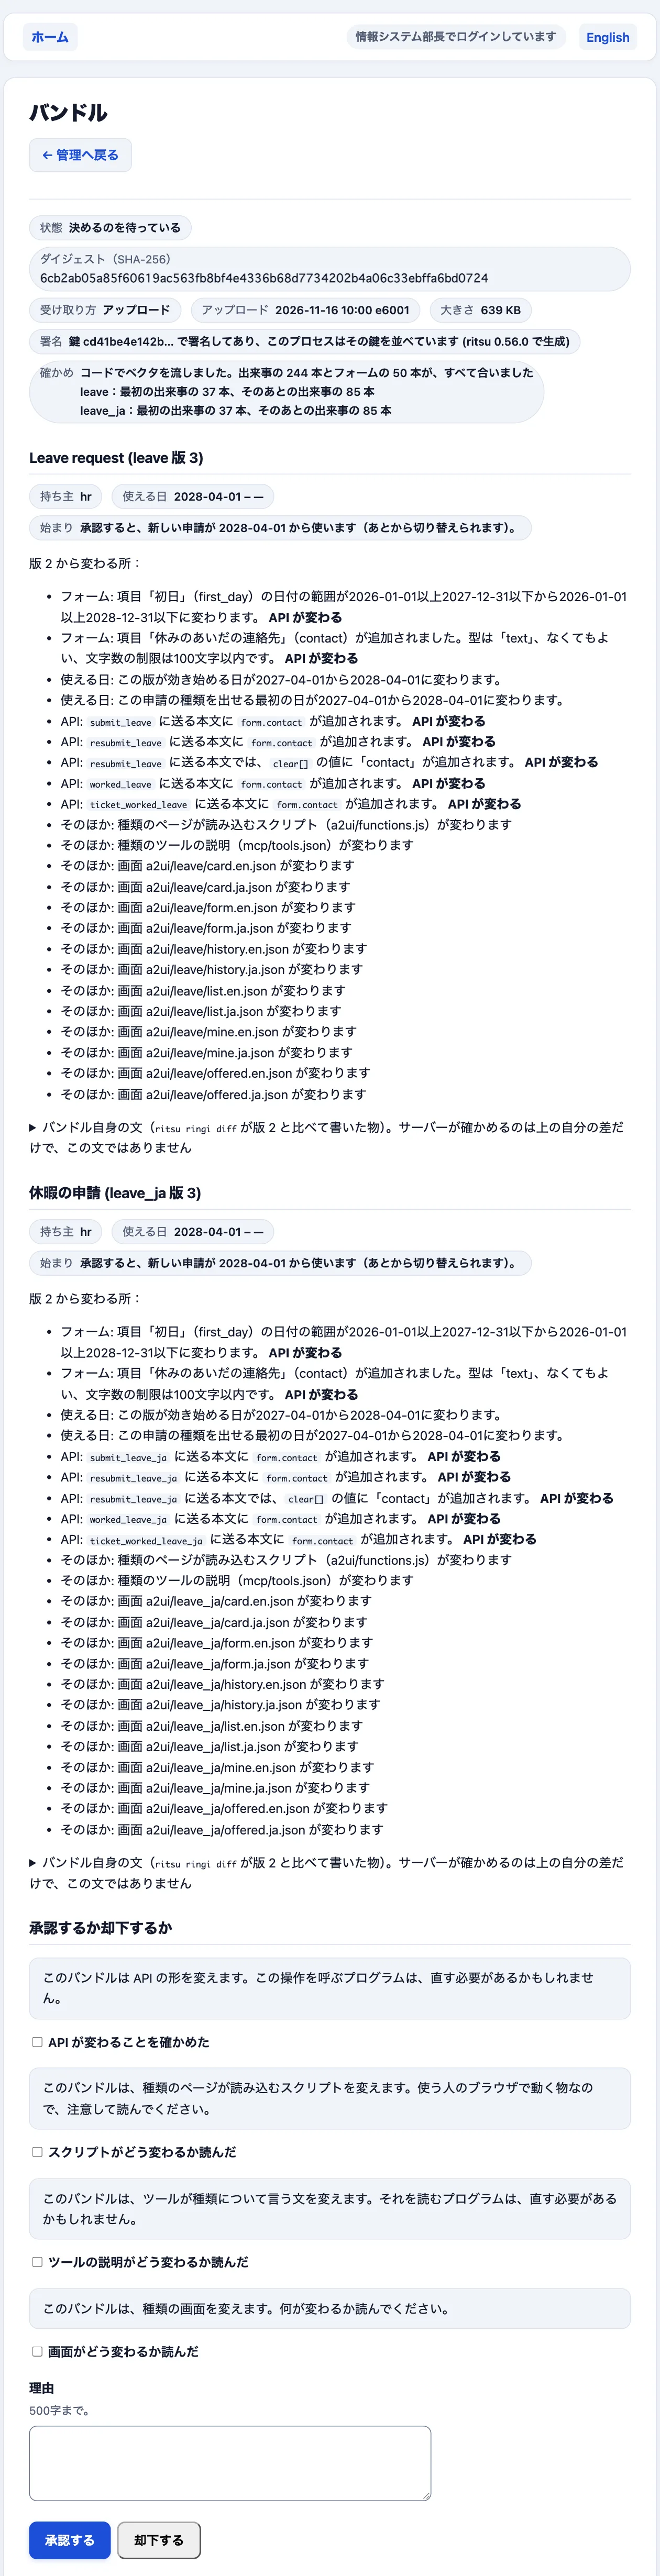 ホーム
情報システム部長でログインしています
English
バンドル
← 管理へ戻る
状態 決めるのを待っている
ダイジェスト（SHA-256）
6cb2ab05a85f60619ac563fb8bf4e4336b68d7734202b4a06c33ebffa6bd0724
受け取り方 アップロード
アップロード 2026-11-16 10:00 e6001
大きさ 639 KB
署名 鍵 cd41be4e142b… で署名してあり、このプロセスはその鍵を並べています (ritsu 0.56.0 で生成)
確かめ コードでベクタを流しました。出来事の 244 本とフォームの 50 本が、すべて合いました
leave：最初の出来事の 37 本、そのあとの出来事の 85 本
leave_ja：最初の出来事の 37 本、そのあとの出来事の 85 本
Leave request (leave 版 3)
持ち主 hr
使える日 2028-04-01 – —
始まり 承認すると、新しい申請が 2028-04-01 から使います（あとから切り替えられます）。
版 2 から変わる所：
• フォーム: 項目「初日」（first_day）の日付の範囲が2026-01-01以上2027-12-31以下から2026-01-01
以上2028-12-31以下に変わります。 API が変わる
• フォーム: 項目「休みのあいだの連絡先」（contact）が追加されました。型は「text」、なくてもよ
い、文字数の制限は100文字以内です。 API が変わる
• 使える日: この版が効き始める日が2027-04-01から2028-04-01に変わります。
• 使える日: この申請の種類を出せる最初の日が2027-04-01から2028-04-01に変わります。
• API: submit_leave に送る本文に form.contact が追加されます。 API が変わる
• API: resubmit_leave に送る本文に form.contact が追加されます。 API が変わる
• API: resubmit_leave に送る本文では、 clear[] の値に「contact」が追加されます。 API が変わる
• API: worked_leave に送る本文に form.contact が追加されます。 API が変わる
• API: ticket_worked_leave に送る本文に form.contact が追加されます。 API が変わる
• そのほか: 種類のページが読み込むスクリプト（a2ui/functions.js）が変わります
• そのほか: 種類のツールの説明（mcp/tools.json）が変わります
• そのほか: 画面 a2ui/leave/card.en.json が変わります
• そのほか: 画面 a2ui/leave/card.ja.json が変わります
• そのほか: 画面 a2ui/leave/form.en.json が変わります
• そのほか: 画面 a2ui/leave/form.ja.json が変わります
• そのほか: 画面 a2ui/leave/history.en.json が変わります
• そのほか: 画面 a2ui/leave/history.ja.json が変わります
• そのほか: 画面 a2ui/leave/list.en.json が変わります
• そのほか: 画面 a2ui/leave/list.ja.json が変わります
• そのほか: 画面 a2ui/leave/mine.en.json が変わります
• そのほか: 画面 a2ui/leave/mine.ja.json が変わります
• そのほか: 画面 a2ui/leave/offered.en.json が変わります
• そのほか: 画面 a2ui/leave/offered.ja.json が変わります
▶ バンドル自身の文（ritsu ringi diff が版 2 と比べて書いた物）。サーバーが確かめるのは上の自分の差だ
けで、この文ではありません
休暇の申請 (leave_ja 版 3)
持ち主 hr
使える日 2028-04-01 – —
始まり 承認すると、新しい申請が 2028-04-01 から使います（あとから切り替えられます）。
版 2 から変わる所：
• フォーム: 項目「初日」（first_day）の日付の範囲が2026-01-01以上2027-12-31以下から2026-01-01
以上2028-12-31以下に変わります。 API が変わる
• フォーム: 項目「休みのあいだの連絡先」（contact）が追加されました。型は「text」、なくてもよ
い、文字数の制限は100文字以内です。 API が変わる
• 使える日: この版が効き始める日が2027-04-01から2028-04-01に変わります。
• 使える日: この申請の種類を出せる最初の日が2027-04-01から2028-04-01に変わります。
• API: submit_leave_ja に送る本文に form.contact が追加されます。 API が変わる
• API: resubmit_leave_ja に送る本文に form.contact が追加されます。 API が変わる
• API: resubmit_leave_ja に送る本文では、 clear[] の値に「contact」が追加されます。 API が変わる
• API: worked_leave_ja に送る本文に form.contact が追加されます。 API が変わる
• API: ticket_worked_leave_ja に送る本文に form.contact が追加されます。 API が変わる
• そのほか: 種類のページが読み込むスクリプト（a2ui/functions.js）が変わります
• そのほか: 種類のツールの説明（mcp/tools.json）が変わります
• そのほか: 画面 a2ui/leave_ja/card.en.json が変わります
• そのほか: 画面 a2ui/leave_ja/card.ja.json が変わります
• そのほか: 画面 a2ui/leave_ja/form.en.json が変わります
• そのほか: 画面 a2ui/leave_ja/form.ja.json が変わります
• そのほか: 画面 a2ui/leave_ja/history.en.json が変わります
• そのほか: 画面 a2ui/leave_ja/history.ja.json が変わります
• そのほか: 画面 a2ui/leave_ja/list.en.json が変わります
• そのほか: 画面 a2ui/leave_ja/list.ja.json が変わります
• そのほか: 画面 a2ui/leave_ja/mine.en.json が変わります
• そのほか: 画面 a2ui/leave_ja/mine.ja.json が変わります
• そのほか: 画面 a2ui/leave_ja/offered.en.json が変わります
• そのほか: 画面 a2ui/leave_ja/offered.ja.json が変わります
▶ バンドル自身の文（ritsu ringi diff が版 2 と比べて書いた物）。サーバーが確かめるのは上の自分の差だ
けで、この文ではありません
承認するか却下するか
このバンドルは API の形を変えます。この操作を呼ぶプログラムは、直す必要があるかもしれませ
ん。
API が変わることを確かめた
このバンドルは、種類のページが読み込むスクリプトを変えます。使う人のブラウザで動く物なの
で、注意して読んでください。
スクリプトがどう変わるか読んだ
このバンドルは、ツールが種類について言う文を変えます。それを読むプログラムは、直す必要がある
かもしれません。
ツールの説明がどう変わるか読んだ
このバンドルは、種類の画面を変えます。何が変わるか読んでください。
画面がどう変わるか読んだ
理由
500字まで。
承認する
却下する